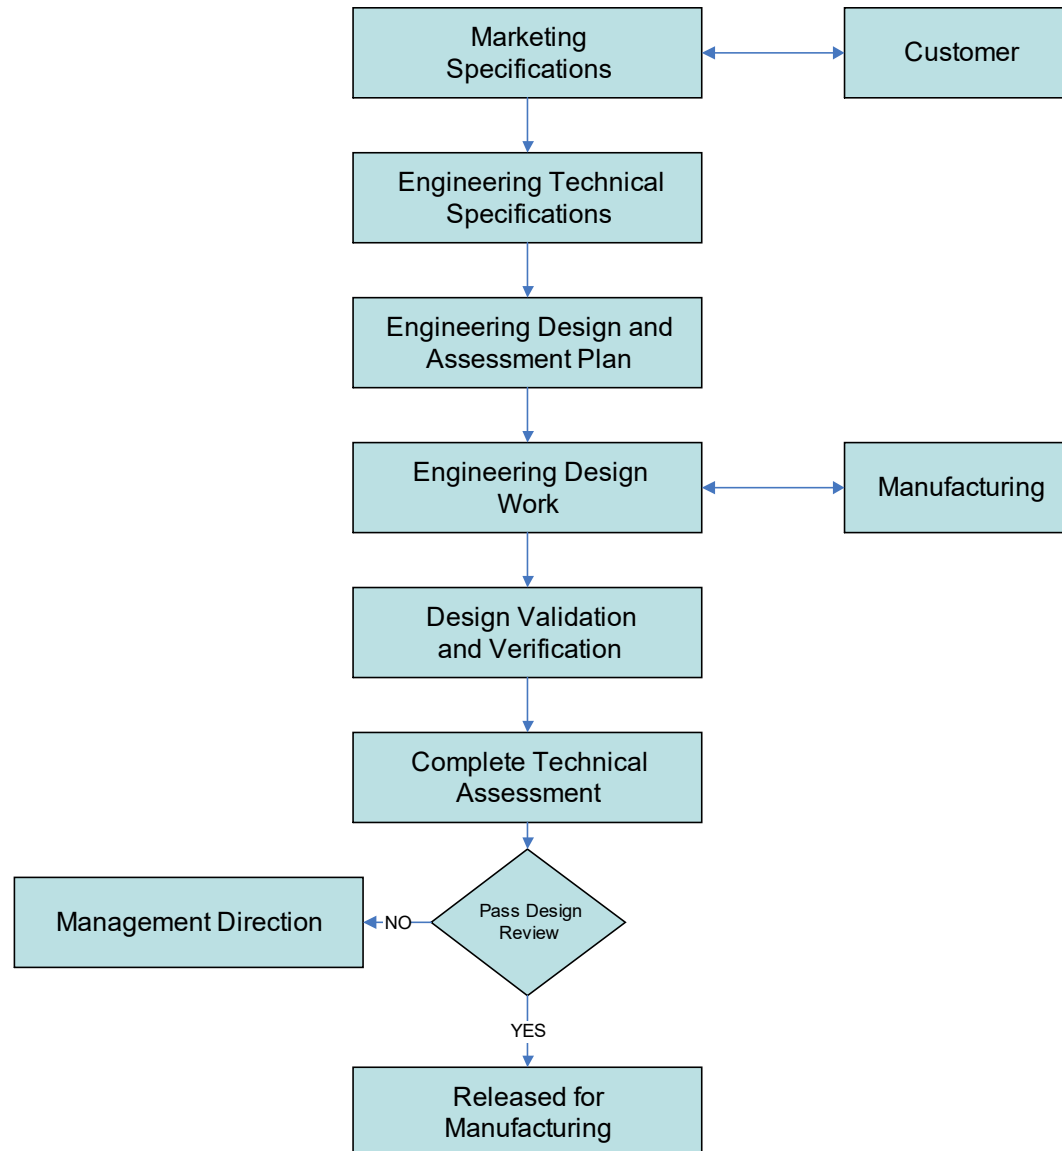 Marketing
Specifications
Customer
Engineering Technical
Specifications
Engineering Design and
Assessment Plan
Engineering Design
Work
Manufacturing
Design Validation
and Verification
Complete Technical
Assessment
Pass Design
Review
NO
Management Direction
YES
Released for
Manufacturing